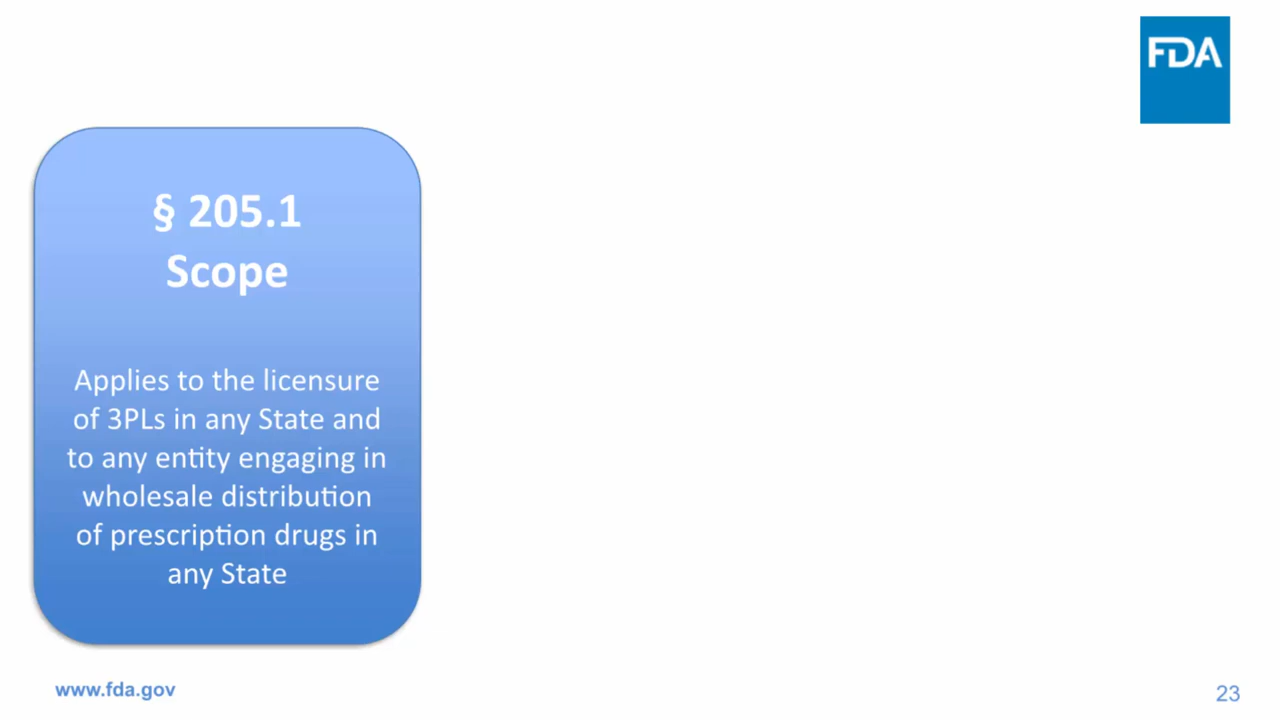 FDA
§ 205.1
Scope
Applies to the licensure
of 3PLs in any State and
to any entity engaging in
wholesale distribution
of prescription drugs in
any State
www.fda.gov
23